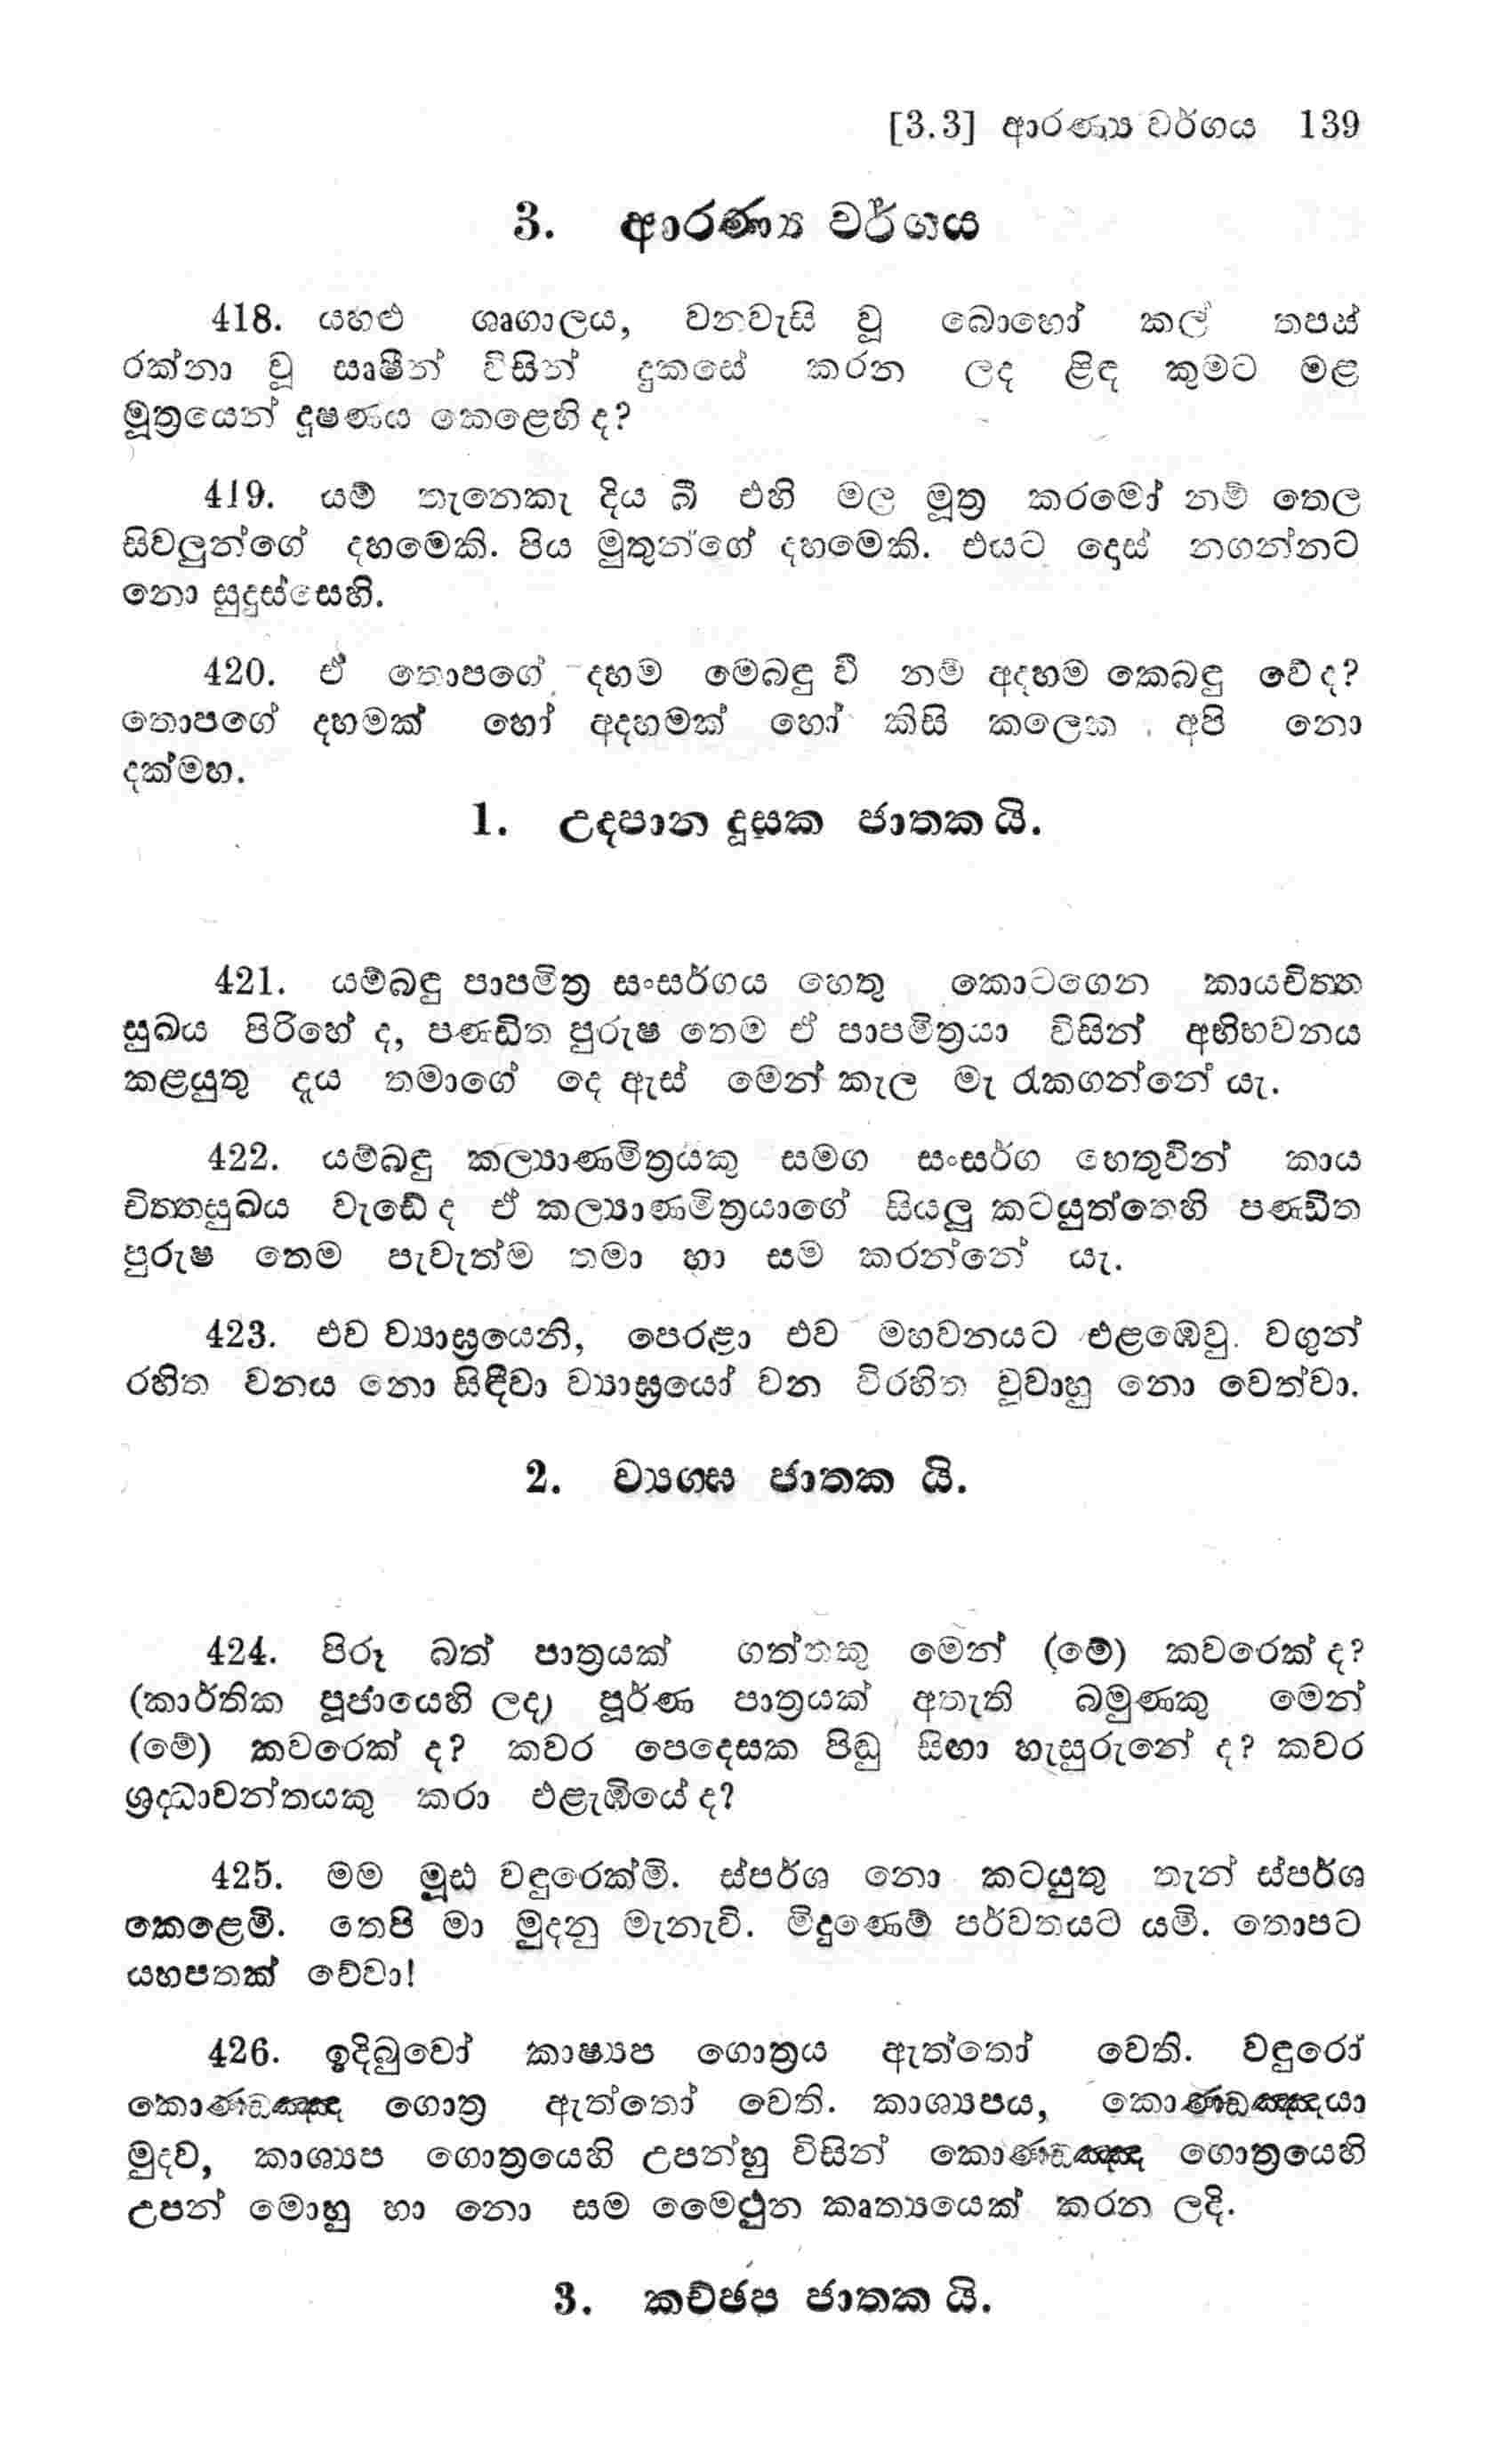 [3.3] ආරණ්‍ය වර්ගය 139
3. ආරණ්‍ය වර්ගය
418. යහළු ශෘගාලය, වනවැසි වූ බොහෝ කල් තපස්
රක්නා වූ සෘෂීන් විසින් දුකසේ කරන ලද ළිඳ කුමට මළ
මූත්‍රයෙන් දූෂණය කෙළෙහි ද?
419. යම් තැනෙකැ දිය බී එහි මල මූත්‍ර කරමෝ නම් තෙල
සිවලුන්ගේ දහමෙකි. පිය මුතුන්ගේ දහමෙකි. එයට දොස් නගන්නට
නො සුදුස්සෙහි.
420. ඒ තොපගේ දහම මෙබඳු වී නම් අදහම කෙබඳු වේ ද?
තොපගේ දහමක් හෝ අදහමක් හෝ කිසි කලෙක අපි නො
දක්මහ.
1. උදපාන දූසක ජාතක යි.
421. යම්බඳු පාපමිත්‍ර සංසර්ගය හෙතු කොටගෙන කායචිත්ත
සුඛය පිරිහේ ද, පණ්ඩිත පුරුෂ තෙම ඒ පාපමිත්‍රයා විසින් අභිභවනය
කළයුතු දැය තමාගේ දෙ ඇස් මෙන් කැල මැ රැකගන්නේ යැ.
422. යම්බඳු කල්‍යාණමිත්‍රයකු සමග සංසර්ග හෙතුවින් කාය
චිත්තසුඛය වැඩේ ද ඒ කල්‍යාණමිත්‍රයාගේ සියලු කටයුත්තෙහි පණ්ඩිත
පුරුෂ තෙම පැවැත්ම තමා හා සම කරන්නේ යැ.
423. එව ව්‍යාඝ්‍රයෙනි, පෙරළා එව මහවනයට එළඹෙවු. වගුන්
රහිත වනය නො සිඳීවා ව්‍යාඝ්‍රයෝ වන විරහිත වූවාහු නො වෙත්වා.
2. ව්‍යග්ඝ ජාතක යි.
424. පිරූ බත් පාත්‍රයක් ගත්තකු මෙන් (මේ) කවරෙක් ද?
(කාර්තික පූජායෙහි ලද) පූර්ණ පාත්‍රයක් අතැති බමුණකු මෙන්
(මේ) කවරෙක් ද? කවර පෙදෙසක පිඬු සිඟා හැසුරුනේ ද? කවර
ශ්‍රද්ධාවන්තයකු කරා එළැඹියේ ද?
425. මම මූඪ වඳුරෙක්මි. ස්පර්ශ නො කටයුතු තැන් ස්පර්ශ
කෙළෙමි. තෙපි මා මුදනු මැනැවි. මිදුණෙම් පර්වතයට යමි. තොපට
යහපතක් වේවා!
426. ඉදිබුවෝ කාෂ්‍යප ගොත්‍රය ඇත්තෝ වෙති. වඳුරෝ
කොණ්ඩඤ්ඤ ගොත්‍ර ඇත්තෝ වෙති. කාශ්‍යපය, කොණ්ඩඤ්ඤයා
මුදව, කාශ්‍යප ගොත්‍රයෙහි උපන්හු විසින් කොණ්ඩඤ්ඤ ගොත්‍රයෙහි
උපන් මොහු හා නො සම මෛථුන කෘත්‍යයෙක් කරන ලදි.
3. කච්ඡප ජාතක යි.